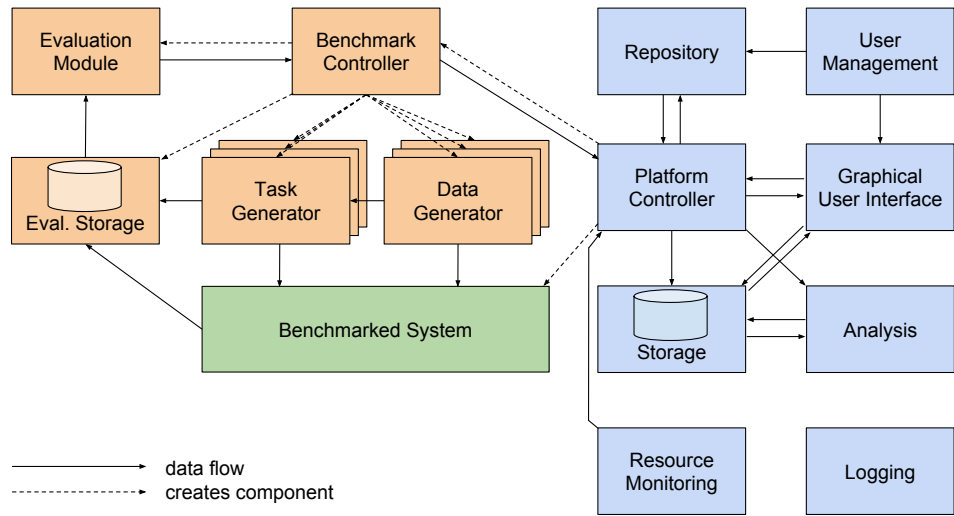 Evaluation
Module
Benchmark
Controller
Repository
User
Management
Eval. Storage
Task
Generator
Data
Generator
Platform
Controller
Graphical
User Interface
Benchmarked System
Storage
Analysis
data flow
creates component
Resource
Monitoring
Logging